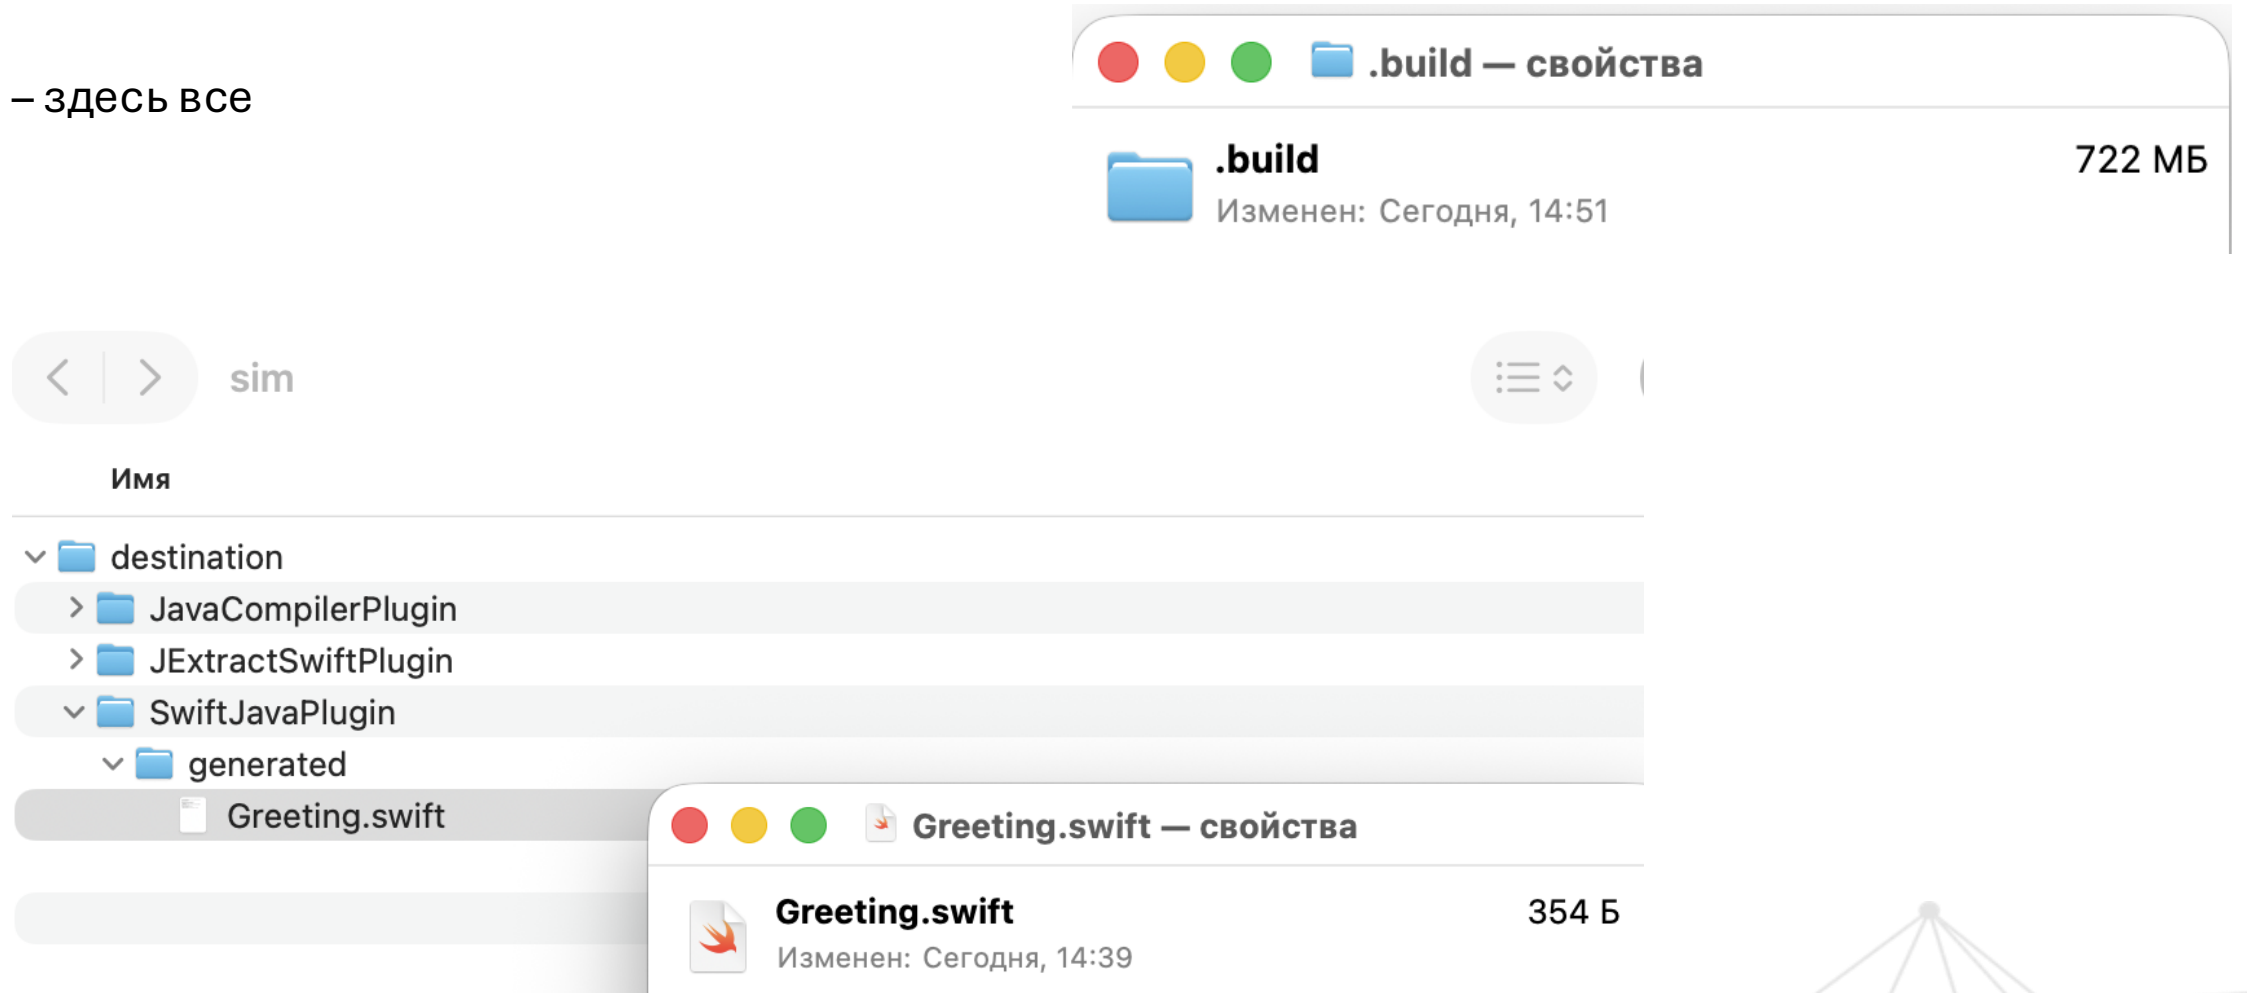 – здесь все
.build — свойства
.build
722 МБ
Изменен: Сегодня, 14:51
sim
Имя
destination
JavaCompilerPlugin
JExtractSwiftPlugin
SwiftJavaPlugin
generated
Greeting.swift
Greeting.swift — свойства
Greeting.swift
354 Б
Изменен: Сегодня, 14:39